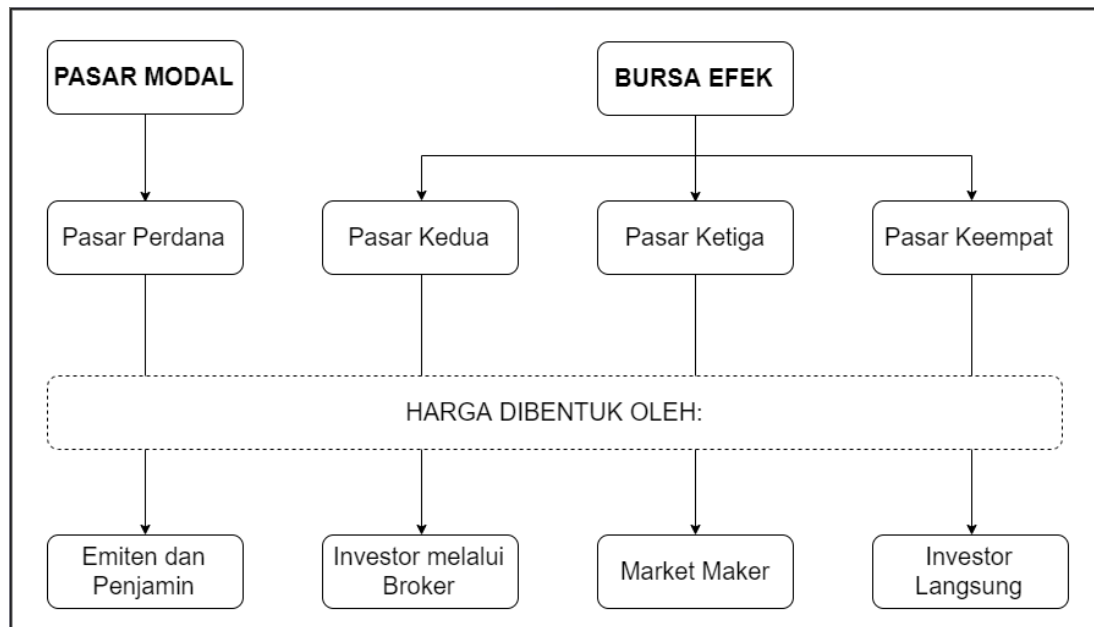 PASAR MODAL
BURSA EFEK
Pasar Perdana
Pasar Kedua
Pasar Ketiga
Pasar Keempat
HARGA DIBENTUK OLEH:
Emiten dan
Penjamin
Investor melalui
Broker
Market Maker
Investor
Langsung